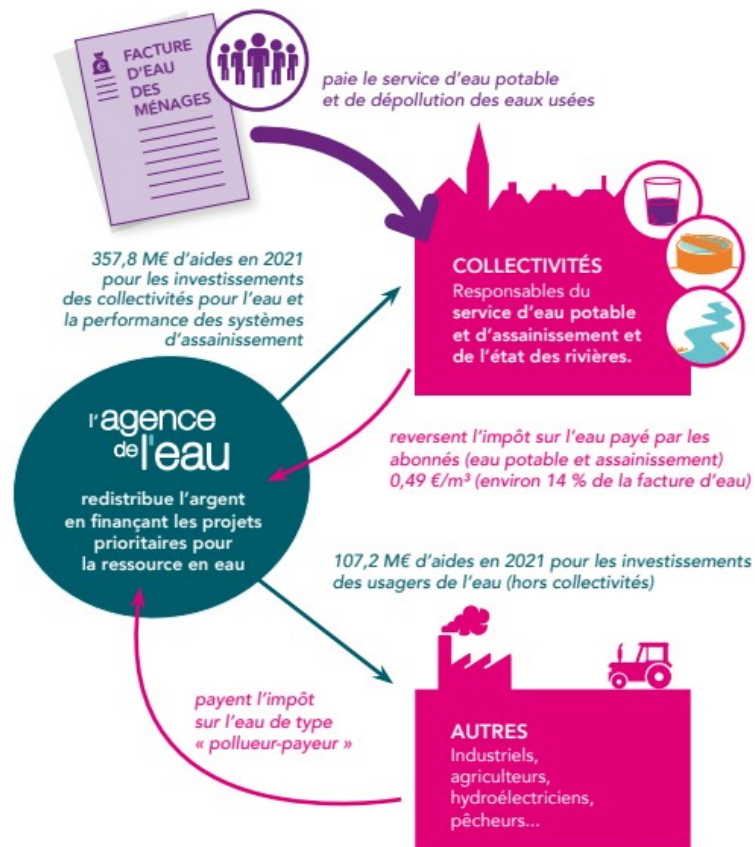 FACTURE
D'EAU
DES
MÉNAGES
paie le service d'eau potable
et de dépollution des eaux usées
357,8 M€ d'aides en 2021
pour les investissements
des collectivités pour l'eau et
la performance des systèmes
d'assainissement
COLLECTIVITÉS
Responsables du
service d'eau potable
et d'assainissement et
de l'état des rivières.
l'agence
de l'eau
redistribue l'argent
en finançant les projets
prioritaires pour
la ressource en eau
reversent l'impôt sur l'eau payé par les
abonnés (eau potable et assainissement)
0,49 €/m³ (environ 14 % de la facture d'eau)
107,2 M€ d'aides en 2021 pour les investissements
des usagers de l'eau (hors collectivités)
payent l'impôt
sur l'eau de type
« pollueur-payeur »
AUTRES
Industriels,
agriculteurs,
hydroélectriciens,
pêcheurs...